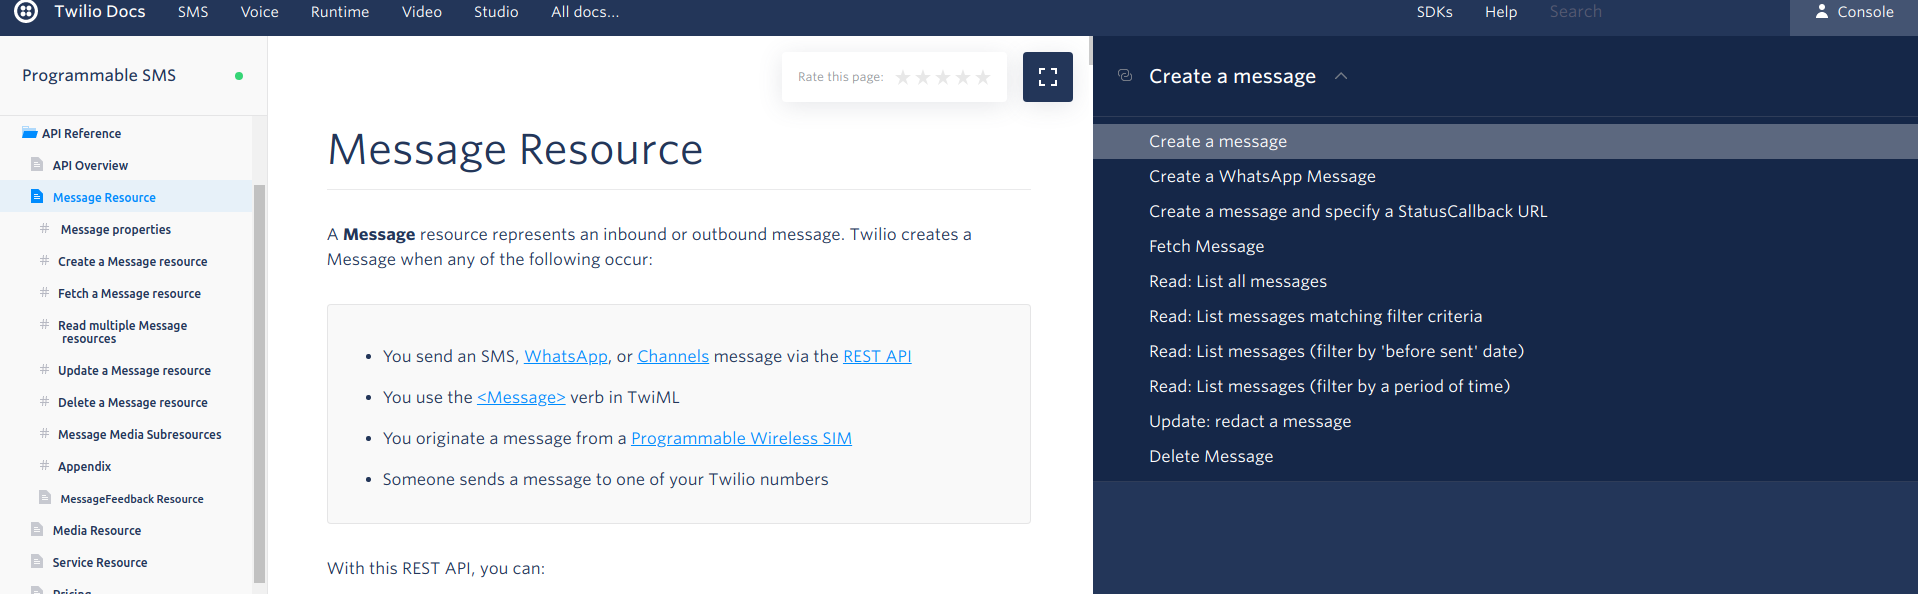 Twilio Docs SMS Voice Runtime Video Studio All docs... SDKs Help Search Console
Programmable SMS
API Reference
API Overview
Message Resource
Message properties
Create a Message resource
Fetch a Message resource
Read multiple Message
resources
Update a Message resource
Delete a Message resource
Message Media Subresources
Appendix
MessageFeedback Resource
Media Resource
Service Resource
Pricing
Rate this page:
Message Resource
A Message resource represents an inbound or outbound message. Twilio creates a
Message when any of the following occur:
• You send an SMS, WhatsApp, or Channels message via the REST API
• You use the <Message> verb in TwiML
• You originate a message from a Programmable Wireless SIM
• Someone sends a message to one of your Twilio numbers
With this REST API, you can:
Create a message
Create a message
Create a WhatsApp Message
Create a message and specify a StatusCallback URL
Fetch Message
Read: List all messages
Read: List messages matching filter criteria
Read: List messages (filter by 'before sent' date)
Read: List messages (filter by a period of time)
Update: redact a message
Delete Message